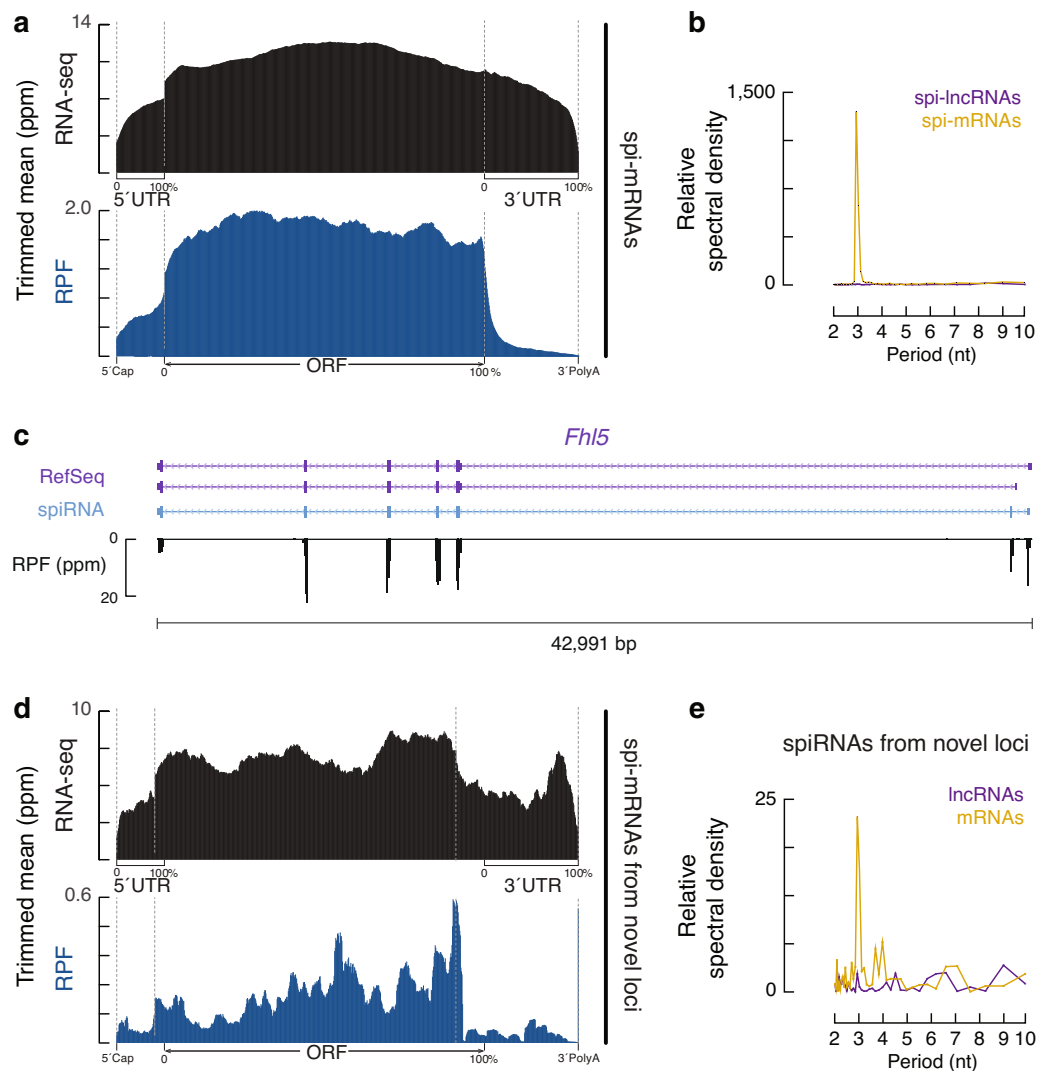 a
14
RNA-seq
Trimmed mean (ppm)
0
100%
5´UTR
0
100%
3´UTR
2.0
RPF
5´Cap
0
ORF
100 %
3´PolyA
spi-mRNAs
b
1,500
spi-lncRNAs
spi-mRNAs
Relative
spectral density
0
2 3 4 5 6 7 8 9 10
Period (nt)
c
Fhl5
RefSeq
spiRNA
0
RPF (ppm)
20
42,991 bp
d
10
RNA-seq
Trimmed mean (ppm)
0
100%
5´UTR
0
100%
3´UTR
0.6
RPF
5´Cap
0
ORF
100%
3´PolyA
spi-mRNAs from novel loci
e
spiRNAs from novel loci
25
lncRNAs
mRNAs
Relative
spectral density
0
2 3 4 5 6 7 8 9 10
Period (nt)